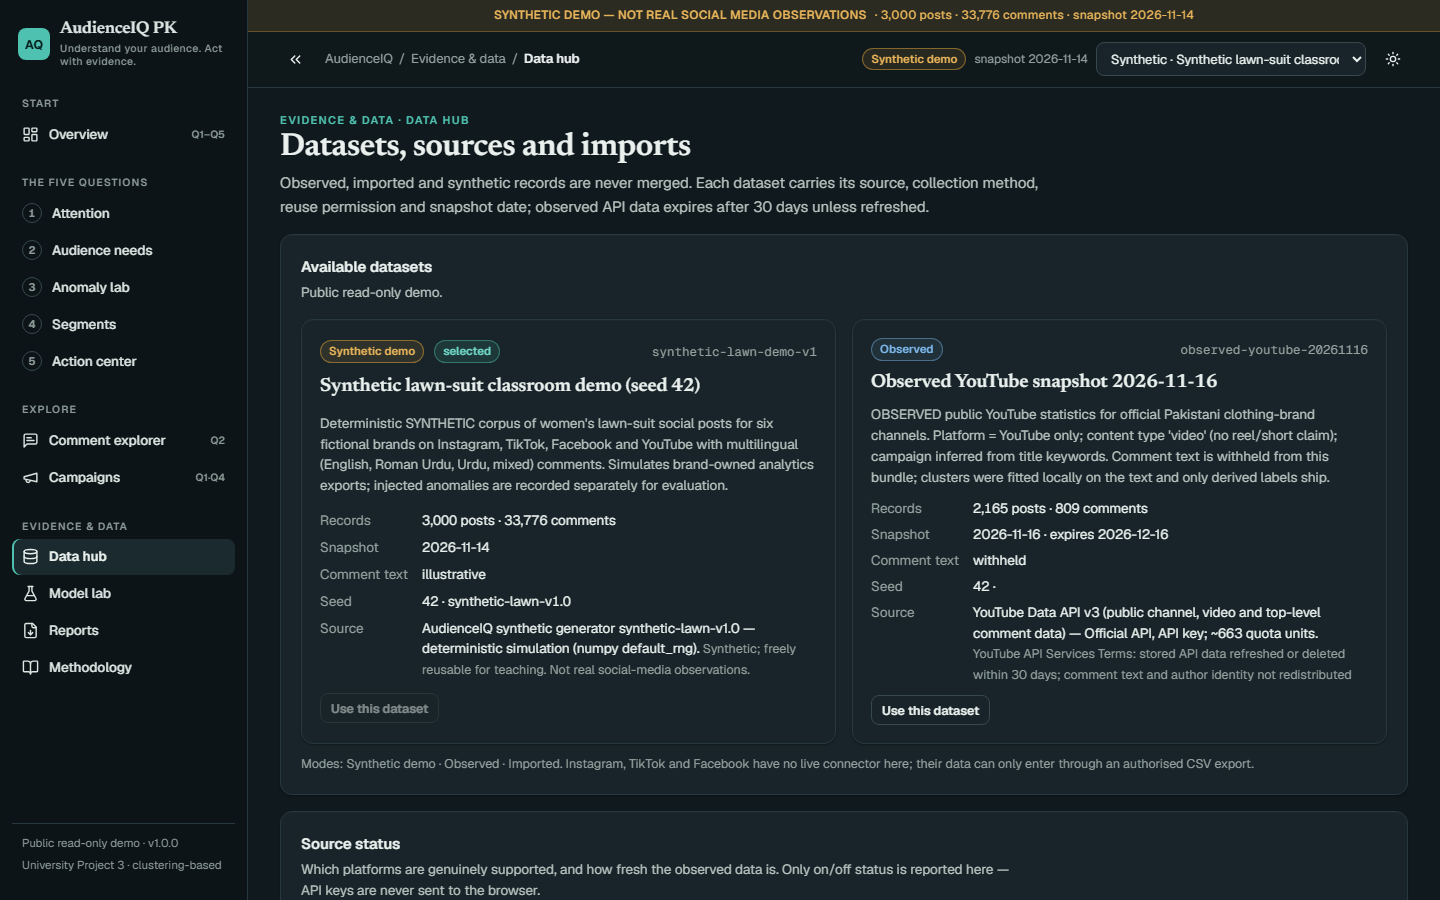 SYNTHETIC DEMO — NOT REAL SOCIAL MEDIA OBSERVATIONS · 3,000 posts · 33,776 comments · snapshot 2026-11-14
AQ
AudienceIQ PK
Understand your audience. Act
with evidence.
START
Overview Q1–Q5
THE FIVE QUESTIONS
1 Attention
2 Audience needs
3 Anomaly lab
4 Segments
5 Action center
EXPLORE
Comment explorer Q2
Campaigns Q1·Q4
EVIDENCE & DATA
Data hub
Model lab
Reports
Methodology
Public read-only demo · v1.0.0
University Project 3 · clustering-based
« AudienceIQ / Evidence & data / Data hub
Synthetic demo snapshot 2026-11-14 Synthetic · Synthetic lawn-suit classroo
EVIDENCE & DATA · DATA HUB
Datasets, sources and imports
Observed, imported and synthetic records are never merged. Each dataset carries its source, collection method,
reuse permission and snapshot date; observed API data expires after 30 days unless refreshed.
Available datasets
Public read-only demo.
Synthetic demo selected synthetic-lawn-demo-v1
Synthetic lawn-suit classroom demo (seed 42)
Deterministic SYNTHETIC corpus of women's lawn-suit social posts for six
fictional brands on Instagram, TikTok, Facebook and YouTube with multilingual
(English, Roman Urdu, Urdu, mixed) comments. Simulates brand-owned analytics
exports; injected anomalies are recorded separately for evaluation.
Records 3,000 posts · 33,776 comments
Snapshot 2026-11-14
Comment text illustrative
Seed 42 · synthetic-lawn-v1.0
Source AudienceIQ synthetic generator synthetic-lawn-v1.0 —
deterministic simulation (numpy default_rng). Synthetic; freely
reusable for teaching. Not real social-media observations.
Use this dataset
Observed observed-youtube-20261116
Observed YouTube snapshot 2026-11-16
OBSERVED public YouTube statistics for official Pakistani clothing-brand
channels. Platform = YouTube only; content type 'video' (no reel/short claim);
campaign inferred from title keywords. Comment text is withheld from this
bundle; clusters were fitted locally on the text and only derived labels ship.
Records 2,165 posts · 809 comments
Snapshot 2026-11-16 · expires 2026-12-16
Comment text withheld
Seed 42 ·
Source YouTube Data API v3 (public channel, video and top-level
comment data) — Official API, API key; ~663 quota units.
YouTube API Services Terms: stored API data refreshed or deleted
within 30 days; comment text and author identity not redistributed
Use this dataset
Modes: Synthetic demo · Observed · Imported. Instagram, TikTok and Facebook have no live connector here; their data can only enter through an authorised CSV export.
Source status
Which platforms are genuinely supported, and how fresh the observed data is. Only on/off status is reported here —
API keys are never sent to the browser.